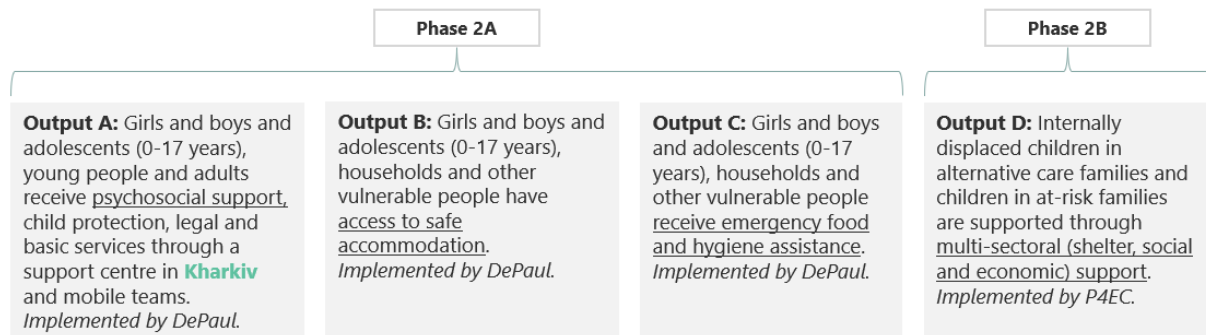 Phase 2A
Phase 2B
Output A: Girls and boys and
adolescents (0-17 years),
young people and adults
receive psychosocial support,
child protection, legal and
basic services through a
support centre in Kharkiv
and mobile teams.
Implemented by DePaul.
Output B: Girls and boys and
adolescents (0-17 years),
households and other
vulnerable people have
access to safe
accommodation.
Implemented by DePaul.
Output C: Girls and boys
and adolescents (0-17
years), households and
other vulnerable people
receive emergency food
and hygiene assistance.
Implemented by DePaul.
Output D: Internally
displaced children in
alternative care families and
children in at-risk families
are supported through
multi-sectoral (shelter, social
and economic) support.
Implemented by P4EC.